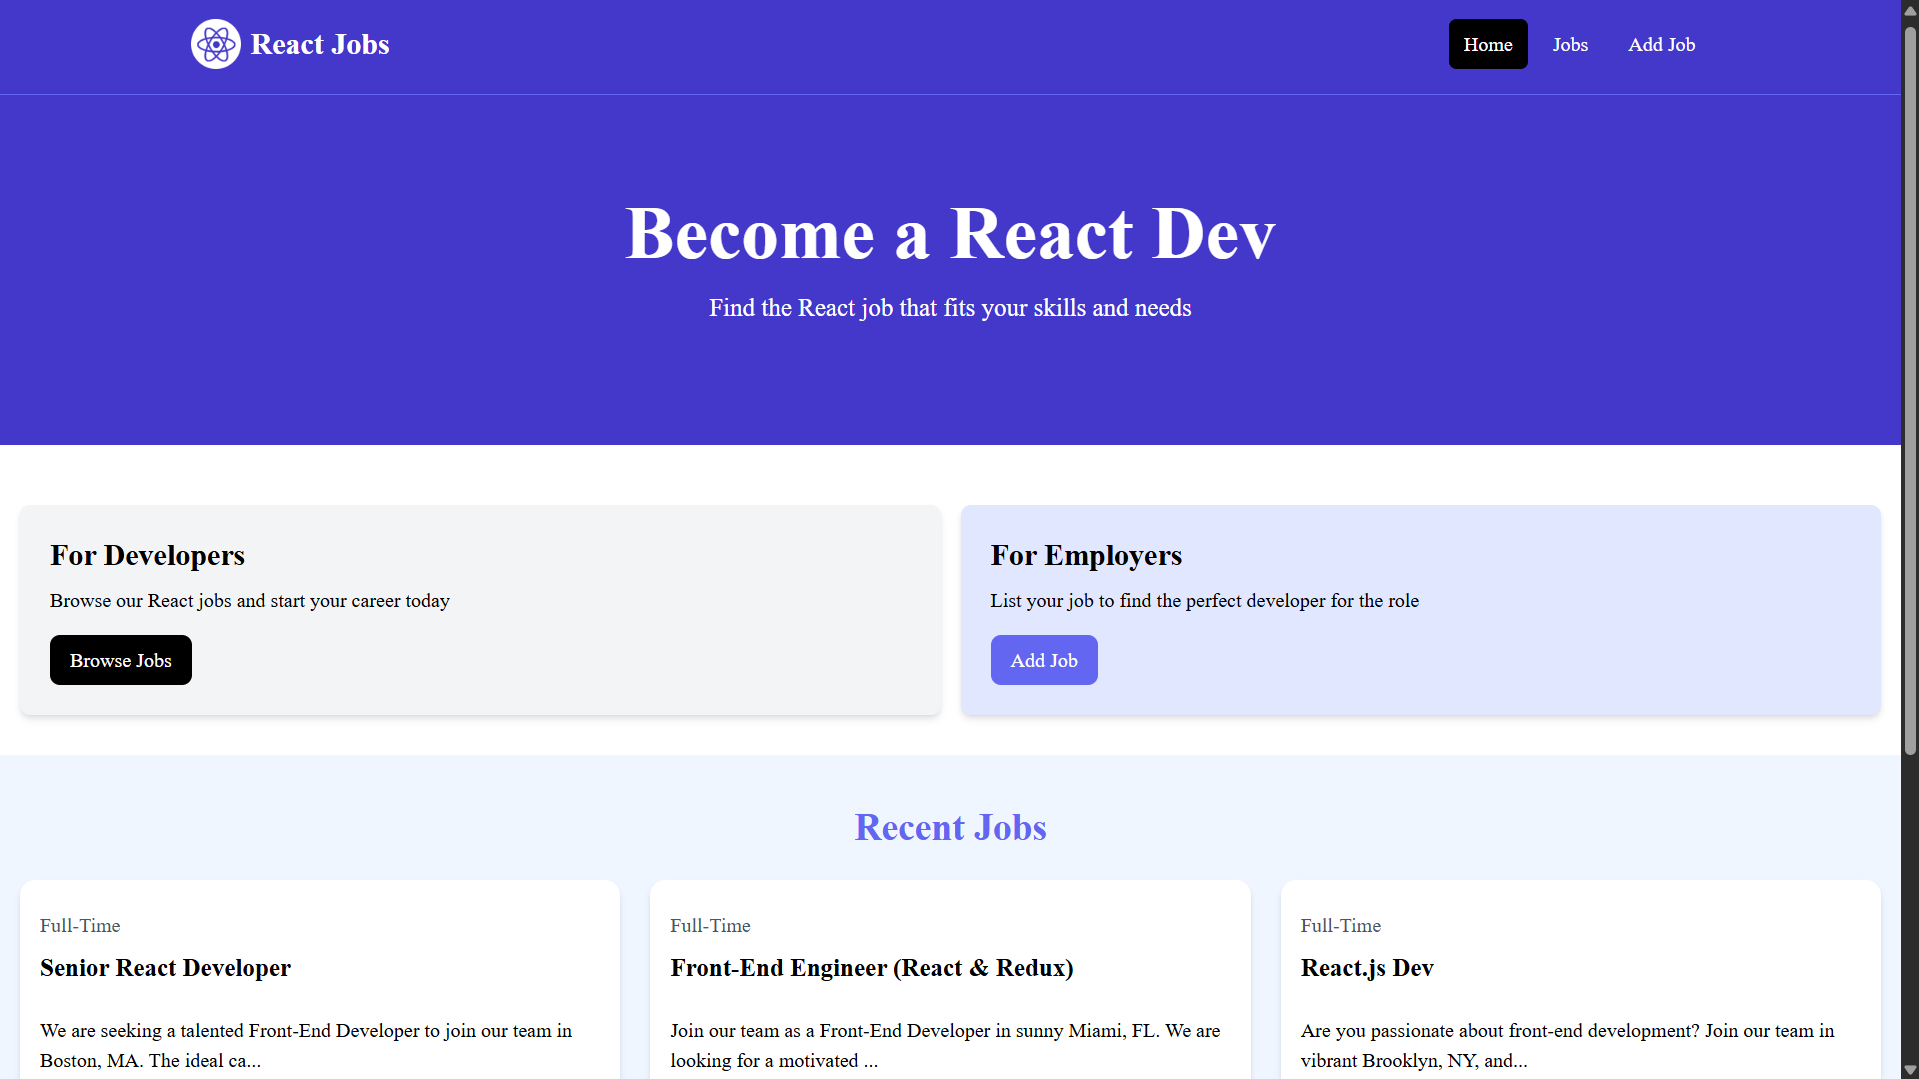 React Jobs
Home
Jobs
Add Job
Become a React Dev
Find the React job that fits your skills and needs
For Developers
Browse our React jobs and start your career today
Browse Jobs
For Employers
List your job to find the perfect developer for the role
Add Job
Recent Jobs
Full-Time
Senior React Developer
We are seeking a talented Front-End Developer to join our team in
Boston, MA. The ideal ca...
Full-Time
Front-End Engineer (React & Redux)
Join our team as a Front-End Developer in sunny Miami, FL. We are
looking for a motivated ...
Full-Time
React.js Dev
Are you passionate about front-end development? Join our team in
vibrant Brooklyn, NY, and...